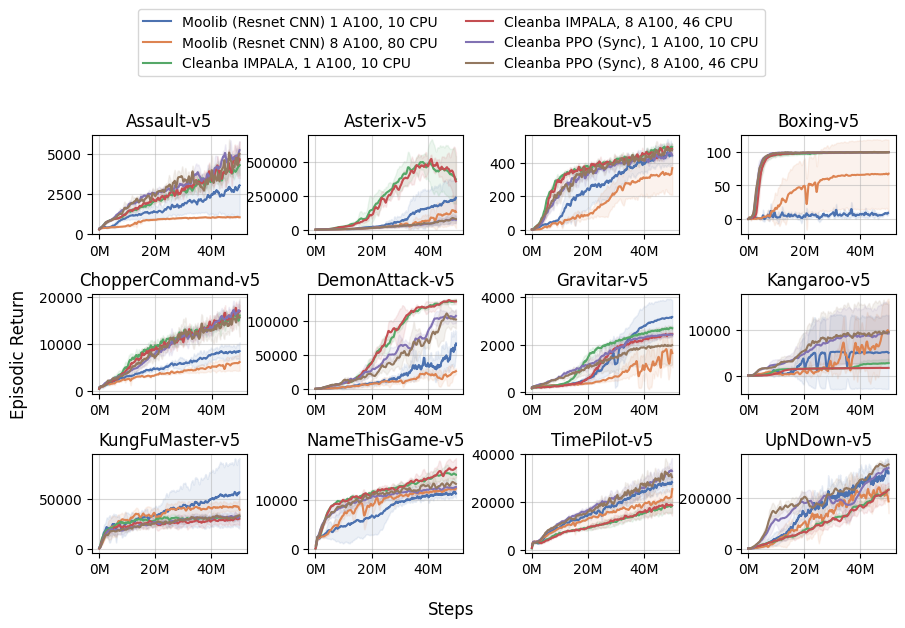 Moolib (Resnet CNN) 1 A100, 10 CPU
Moolib (Resnet CNN) 8 A100, 80 CPU
Cleanba IMPALA, 1 A100, 10 CPU
Cleanba IMPALA, 8 A100, 46 CPU
Cleanba PPO (Sync), 1 A100, 10 CPU
Cleanba PPO (Sync), 8 A100, 46 CPU
Episodic Return
Assault-v5
5000
2500
0
0M 20M 40M
Asterix-v5
500000
250000
0
0M 20M 40M
Breakout-v5
400
200
0
0M 20M 40M
Boxing-v5
100
50
0
0M 20M 40M
ChopperCommand-v5
20000
10000
0
0M 20M 40M
DemonAttack-v5
100000
50000
0
0M 20M 40M
Gravitar-v5
4000
2000
0
0M 20M 40M
Kangaroo-v5
10000
0
0M 20M 40M
KungFuMaster-v5
50000
0
0M 20M 40M
NameThisGame-v5
10000
0
0M 20M 40M
TimePilot-v5
40000
20000
0
0M 20M 40M
UpNDown-v5
200000
0
0M 20M 40M
Steps